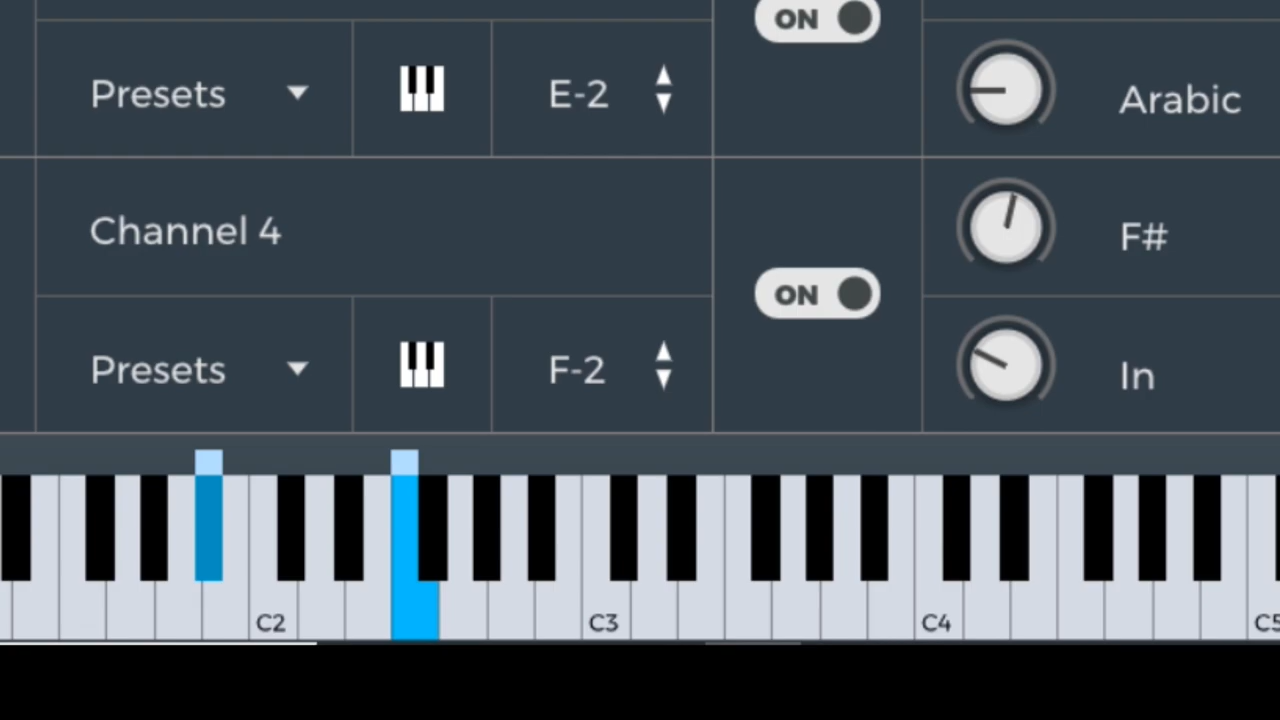 ON
Presets E-2 Arabic
Channel 4 F#
ON
Presets F-2 In
C2 C3 C4 C5